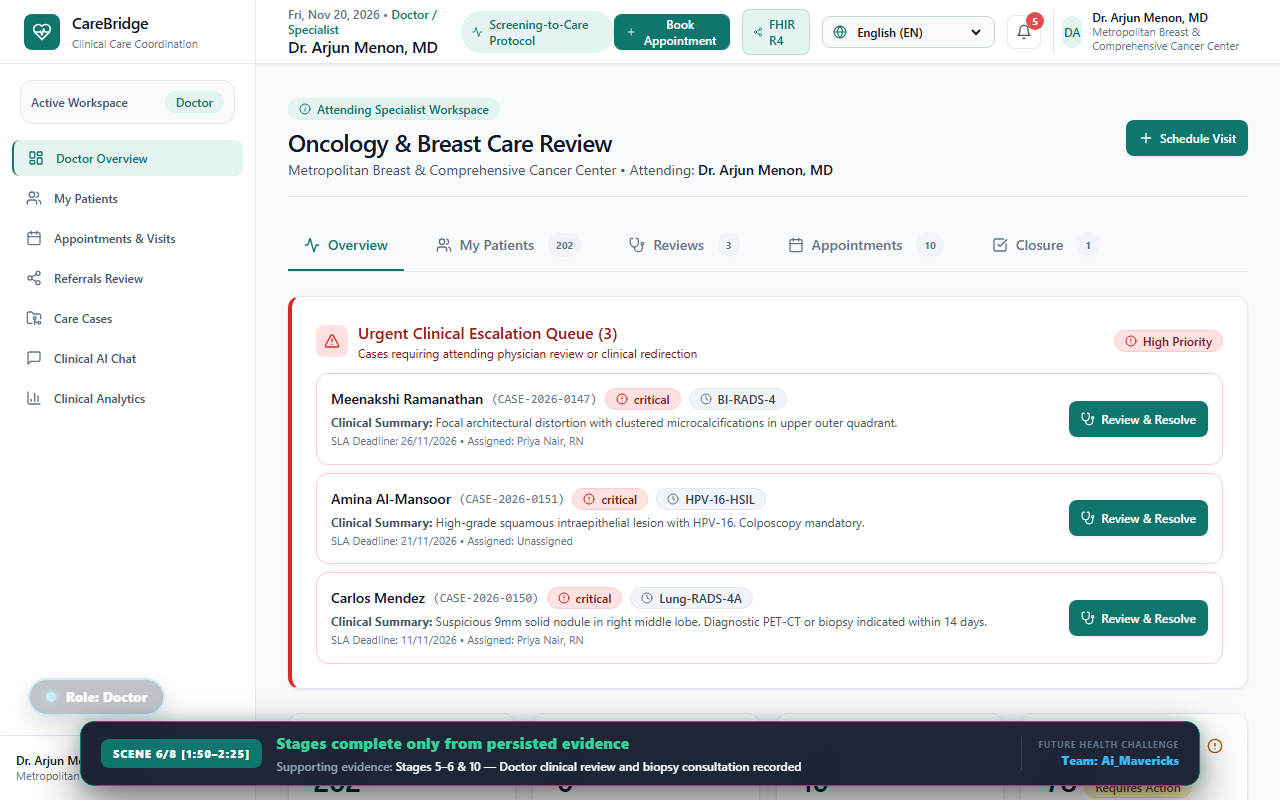 CareBridge
Clinical Care Coordination
Fri, Nov 20, 2026 • Doctor / Specialist
Dr. Arjun Menon, MD
Screening-to-Care Protocol
Book Appointment
FHIR R4
English (EN)
5
DA
Dr. Arjun Menon, MD
Metropolitan Breast & Comprehensive Cancer Center
Active Workspace
Doctor
Doctor Overview
My Patients
Appointments & Visits
Referrals Review
Care Cases
Clinical AI Chat
Clinical Analytics
Attending Specialist Workspace
Oncology & Breast Care Review
Metropolitan Breast & Comprehensive Cancer Center • Attending: Dr. Arjun Menon, MD
Schedule Visit
Overview
My Patients 202
Reviews 3
Appointments 10
Closure 1
Urgent Clinical Escalation Queue (3)
Cases requiring attending physician review or clinical redirection
High Priority
Meenakshi Ramanathan (CASE-2026-0147) critical BI-RADS-4
Clinical Summary: Focal architectural distortion with clustered microcalcifications in upper outer quadrant.
SLA Deadline: 26/11/2026 • Assigned: Priya Nair, RN
Review & Resolve
Amina Al-Mansoor (CASE-2026-0151) critical HPV-16-HSIL
Clinical Summary: High-grade squamous intraepithelial lesion with HPV-16. Colposcopy mandatory.
SLA Deadline: 21/11/2026 • Assigned: Unassigned
Review & Resolve
Carlos Mendez (CASE-2026-0150) critical Lung-RADS-4A
Clinical Summary: Suspicious 9mm solid nodule in right middle lobe. Diagnostic PET-CT or biopsy indicated within 14 days.
SLA Deadline: 11/11/2026 • Assigned: Priya Nair, RN
Review & Resolve
Role: Doctor
Dr. Arjun
Metropolitan
SCENE 6/8 [1:50–2:25]
Stages complete only from persisted evidence
Supporting evidence: Stages 5–6 & 10 — Doctor clinical review and biopsy consultation recorded
FUTURE HEALTH CHALLENGE
Team: Ai_Mavericks
Requires Action